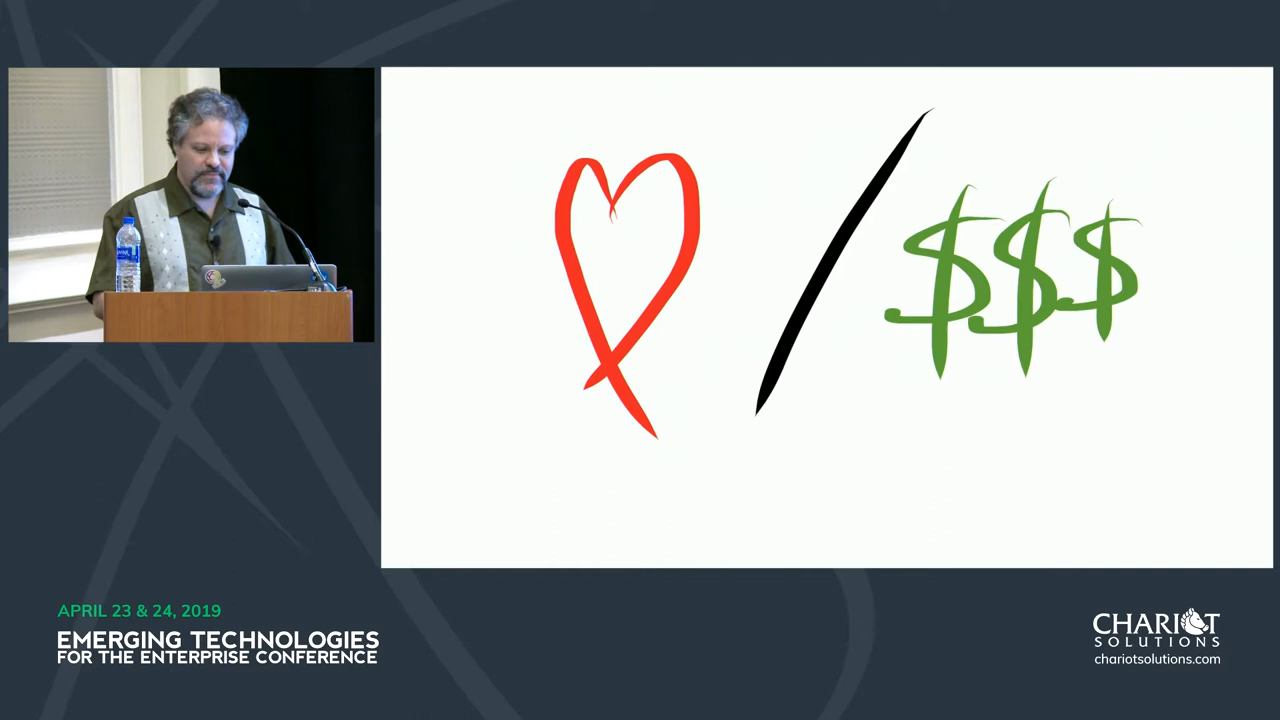 / $$$
APRIL 23 & 24, 2019
EMERGING TECHNOLOGIES
FOR THE ENTERPRISE CONFERENCE
CHARIOT
SOLUTIONS
chariotsolutions.com